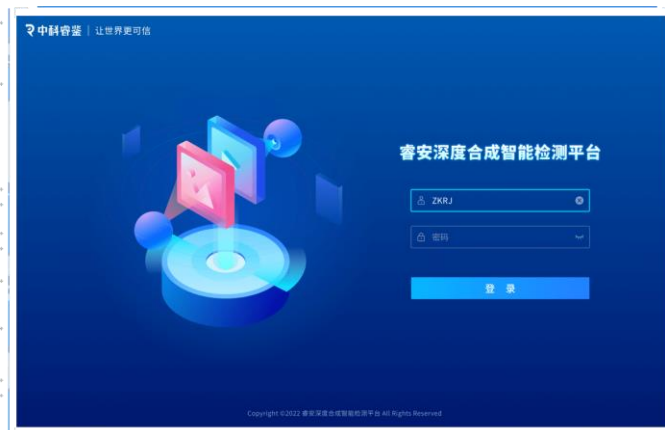 中科睿鉴 | 让世界更可信
睿安深度合成智能检测平台
ZKRJ
密码
登 录
Copyright ©2022 睿安深度合成智能检测平台 All Rights Reserved